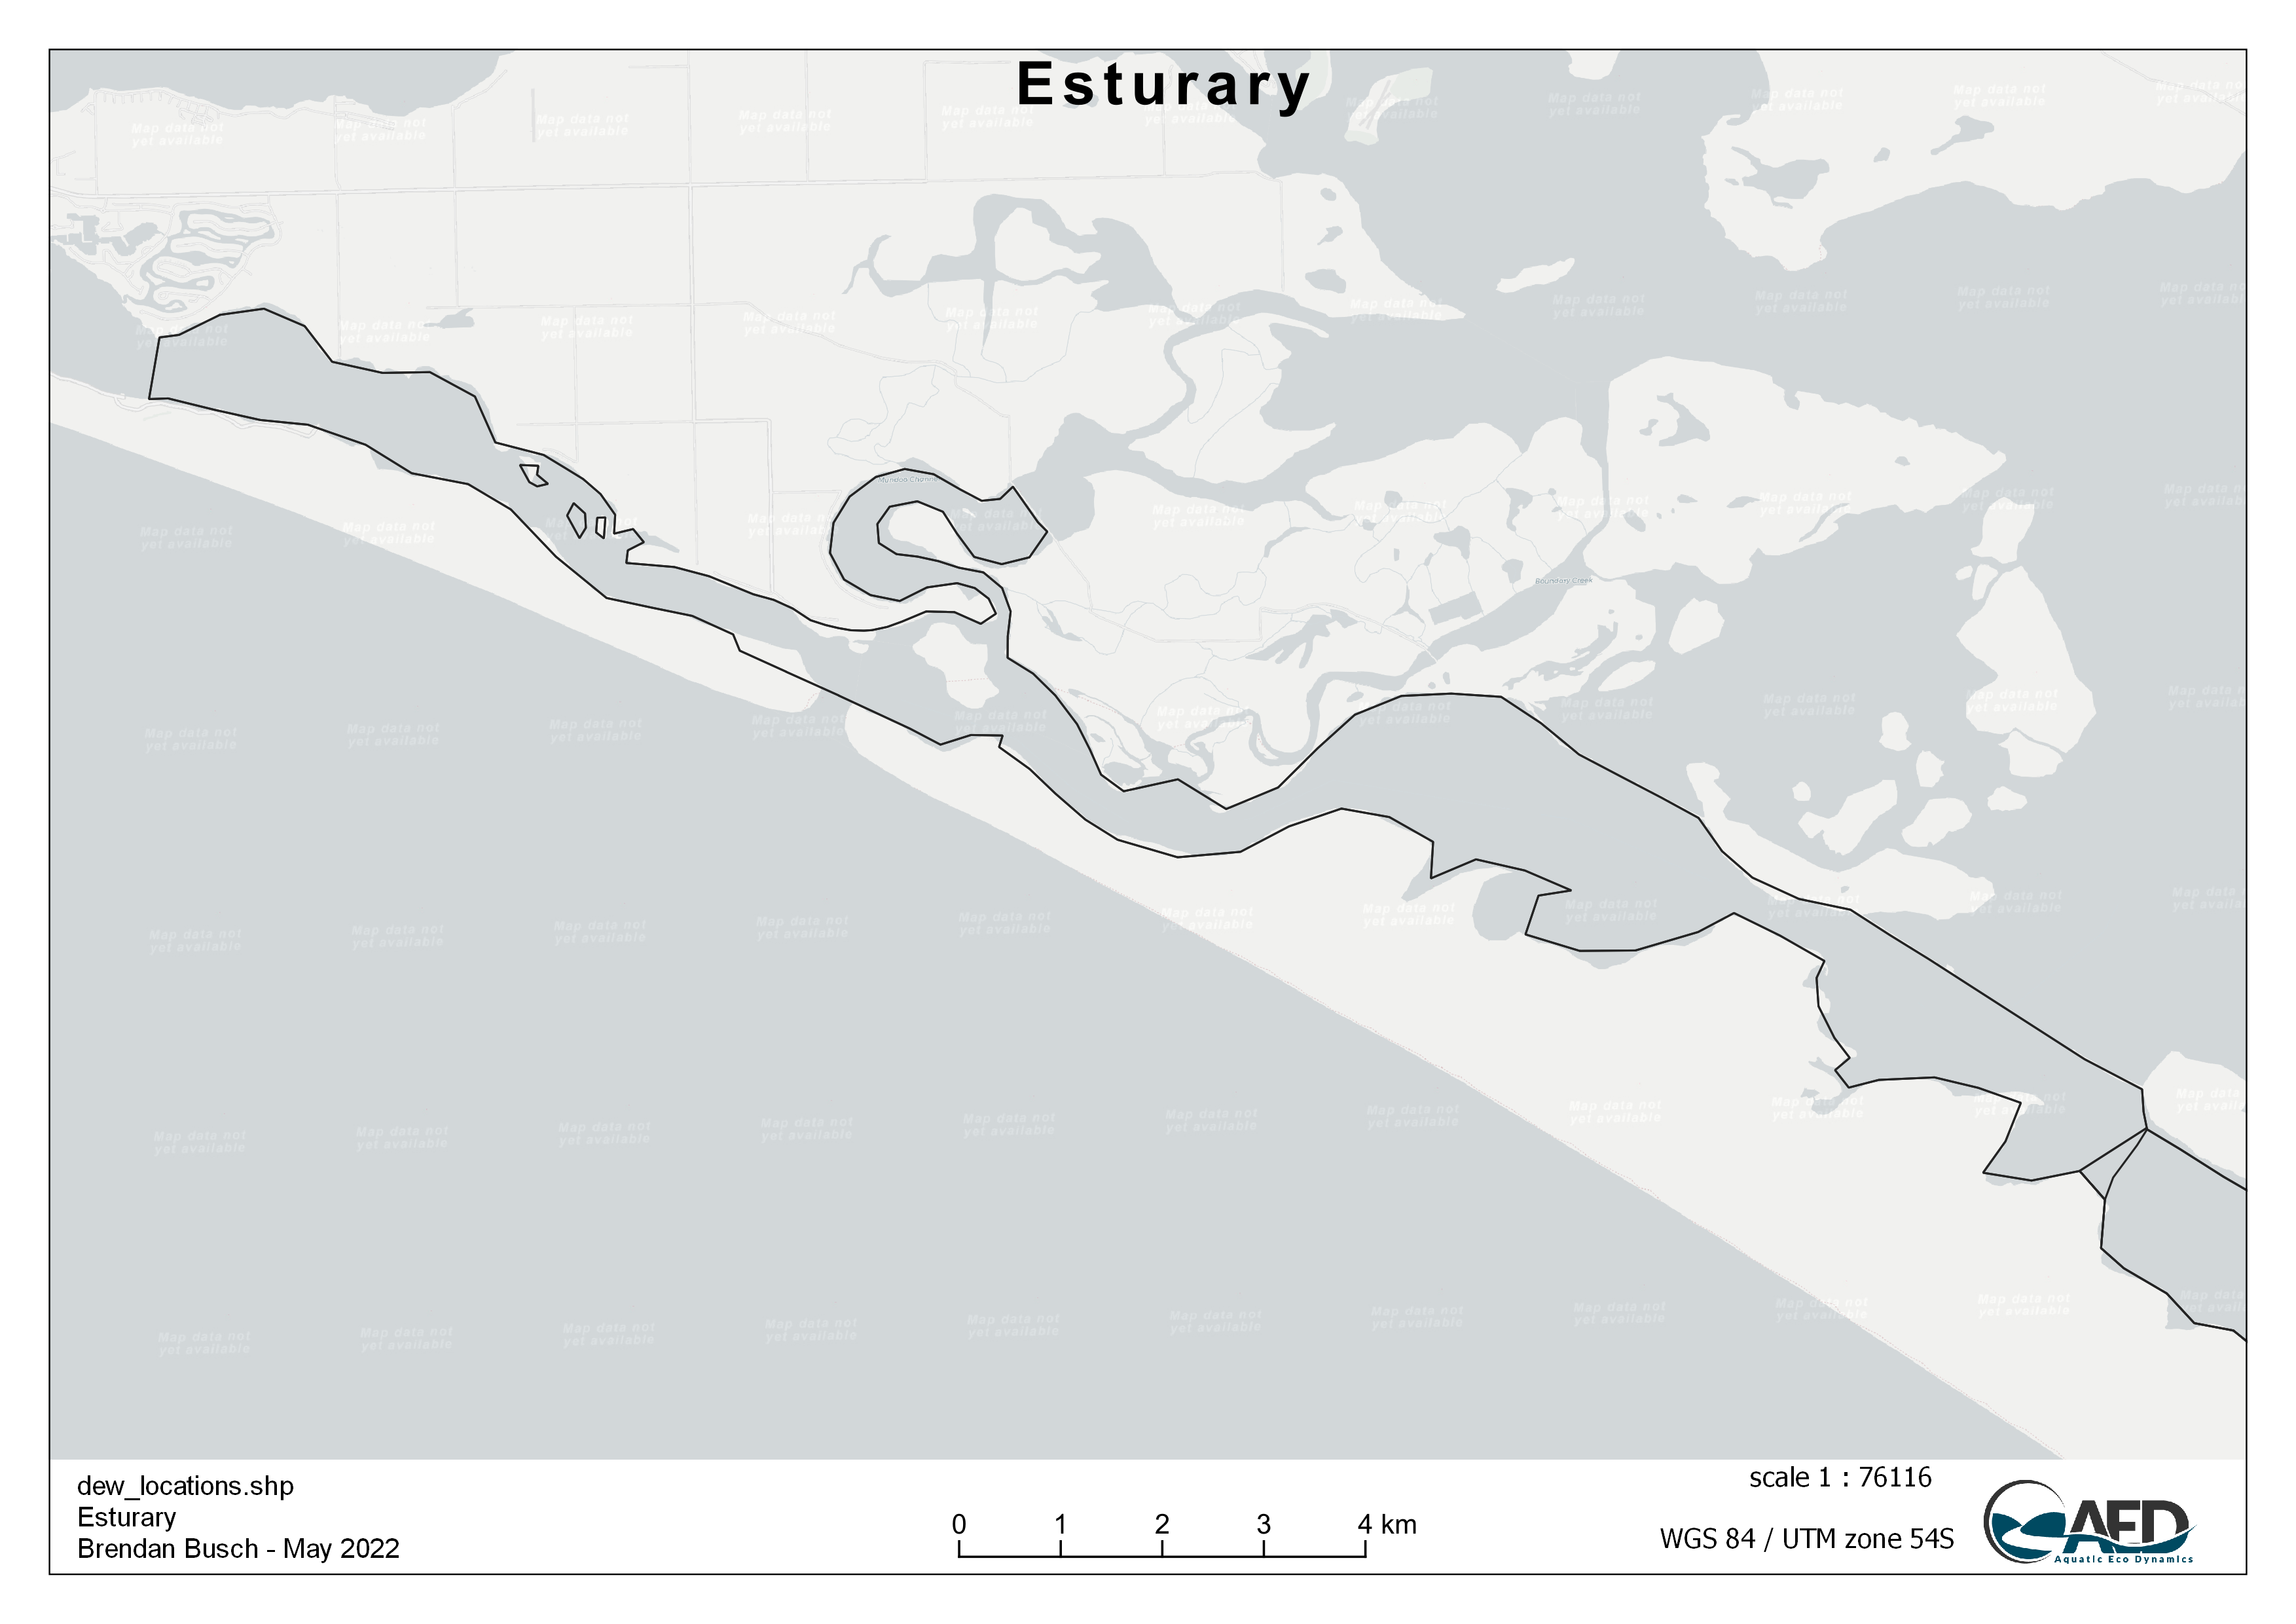 Esturary
Map data not
yet available
Mundoo Channel
Boundary Creek
dew_locations.shp
Esturary
Brendan Busch - May 2022
0 1 2 3 4 km
scale 1 : 76116
WGS 84 / UTM zone 54S
AED
Aquatic Eco Dynamics